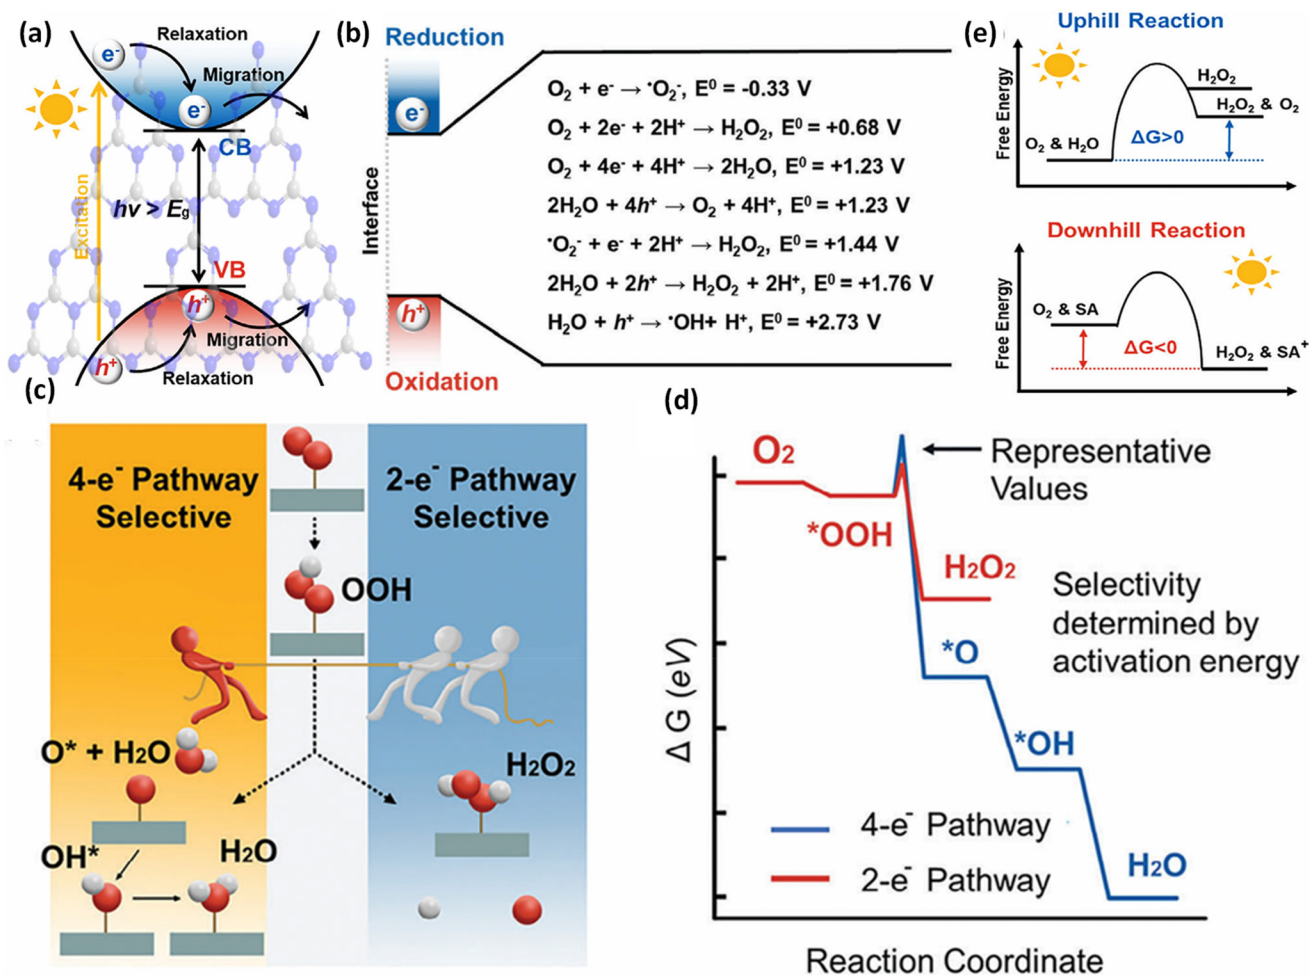 (a)
Relaxation
e⁻
Migration
e⁻
CB
Excitation
hν > E_g
VB
h⁺
Migration
h⁺
Relaxation
(b)
Reduction
e⁻
Interface
h⁺
Oxidation
O₂ + e⁻ → •O₂⁻, E⁰ = -0.33 V
O₂ + 2e⁻ + 2H⁺ → H₂O₂, E⁰ = +0.68 V
O₂ + 4e⁻ + 4H⁺ → 2H₂O, E⁰ = +1.23 V
2H₂O + 4h⁺ → O₂ + 4H⁺, E⁰ = +1.23 V
•O₂⁻ + e⁻ + 2H⁺ → H₂O₂, E⁰ = +1.44 V
2H₂O + 2h⁺ → H₂O₂ + 2H⁺, E⁰ = +1.76 V
H₂O + h⁺ → •OH+ H⁺, E⁰ = +2.73 V
(e)
Uphill Reaction
Free Energy
H₂O₂
H₂O₂ & O₂
O₂ & H₂O
ΔG>0
Downhill Reaction
Free Energy
O₂ & SA
ΔG<0
H₂O₂ & SA⁺
(c)
4-e⁻ Pathway
Selective
2-e⁻ Pathway
Selective
OOH
O* + H₂O
H₂O₂
OH*
H₂O
(d)
O₂
Representative
Values
*OOH
H₂O₂
Selectivity
determined by
activation energy
*O
*OH
H₂O
4-e⁻ Pathway
2-e⁻ Pathway
Δ G (eV)
Reaction Coordinate